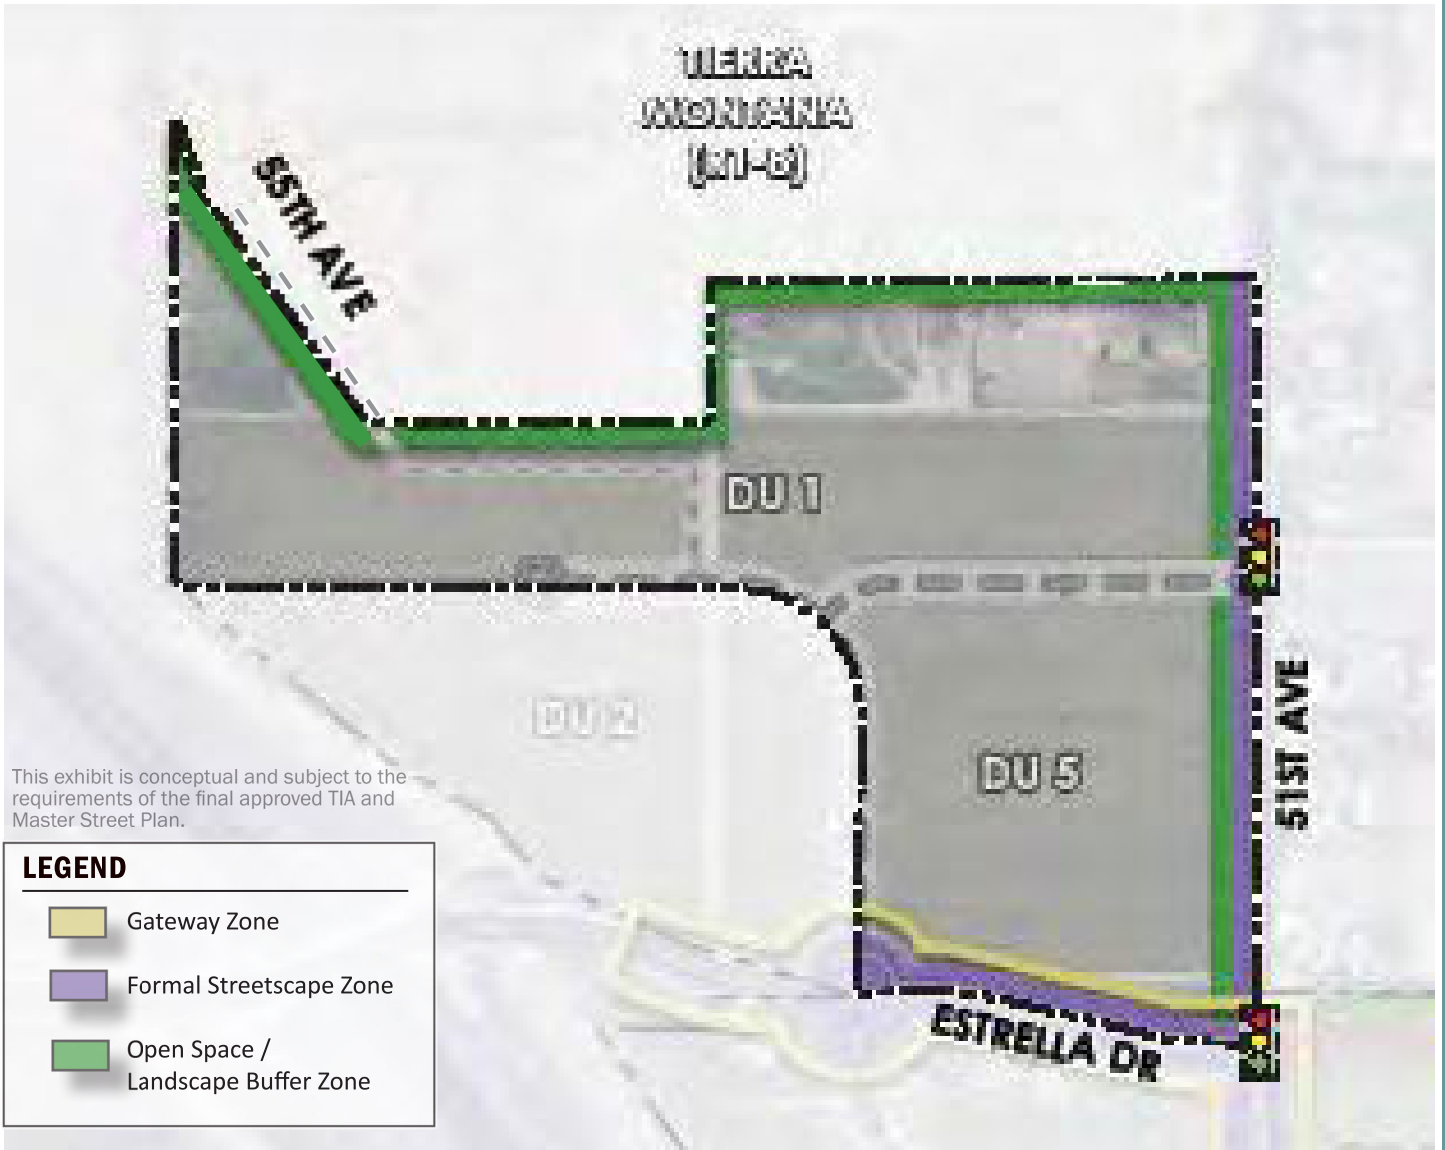 TIERRA
MONTANA
(R1-6)
55TH AVE
DU 1
DU 2
DU 5
51ST AVE
ESTRELLA DR
This exhibit is conceptual and subject to the
requirements of the final approved TIA and
Master Street Plan.
LEGEND
Gateway Zone
Formal Streetscape Zone
Open Space /
Landscape Buffer Zone